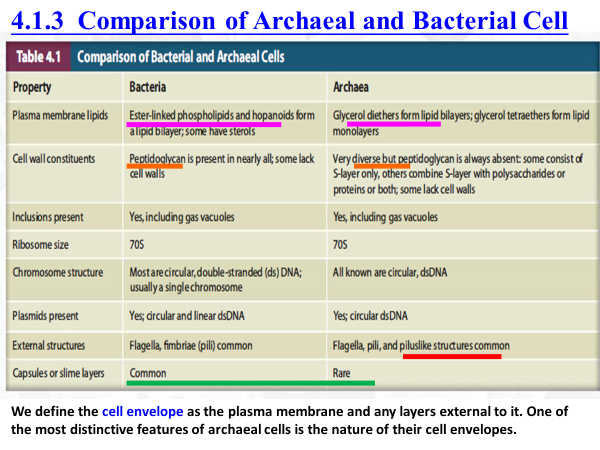 4.1.3 Comparison of Archaeal and Bacterial Cell
Table 4.1 Comparison of Bacterial and Archaeal Cells
Property Bacteria Archaea
Plasma membrane lipids Ester-linked phospholipids and hopanoids form Glycerol diethers form lipid bilayers; glycerol tetraethers form lipid
a lipid bilayer; some have sterols monolayers
Cell wall constituents Peptidoglycan is present in nearly all; some lack Very diverse but peptidoglycan is always absent: some consist of
cell walls S-layer only, others combine S-layer with polysaccharides or
proteins or both; some lack cell walls
Inclusions present Yes, including gas vacuoles Yes, including gas vacuoles
Ribosome size 70S 70S
Chromosome structure Most are circular, double-stranded (ds) DNA; All known are circular, dsDNA
usually a single chromosome
Plasmids present Yes; circular and linear dsDNA Yes; circular dsDNA
External structures Flagella, fimbriae (pili) common Flagella, pili, and piluslike structures common
Capsules or slime layers Common Rare
We define the cell envelope as the plasma membrane and any layers external to it. One of
the most distinctive features of archaeal cells is the nature of their cell envelopes.